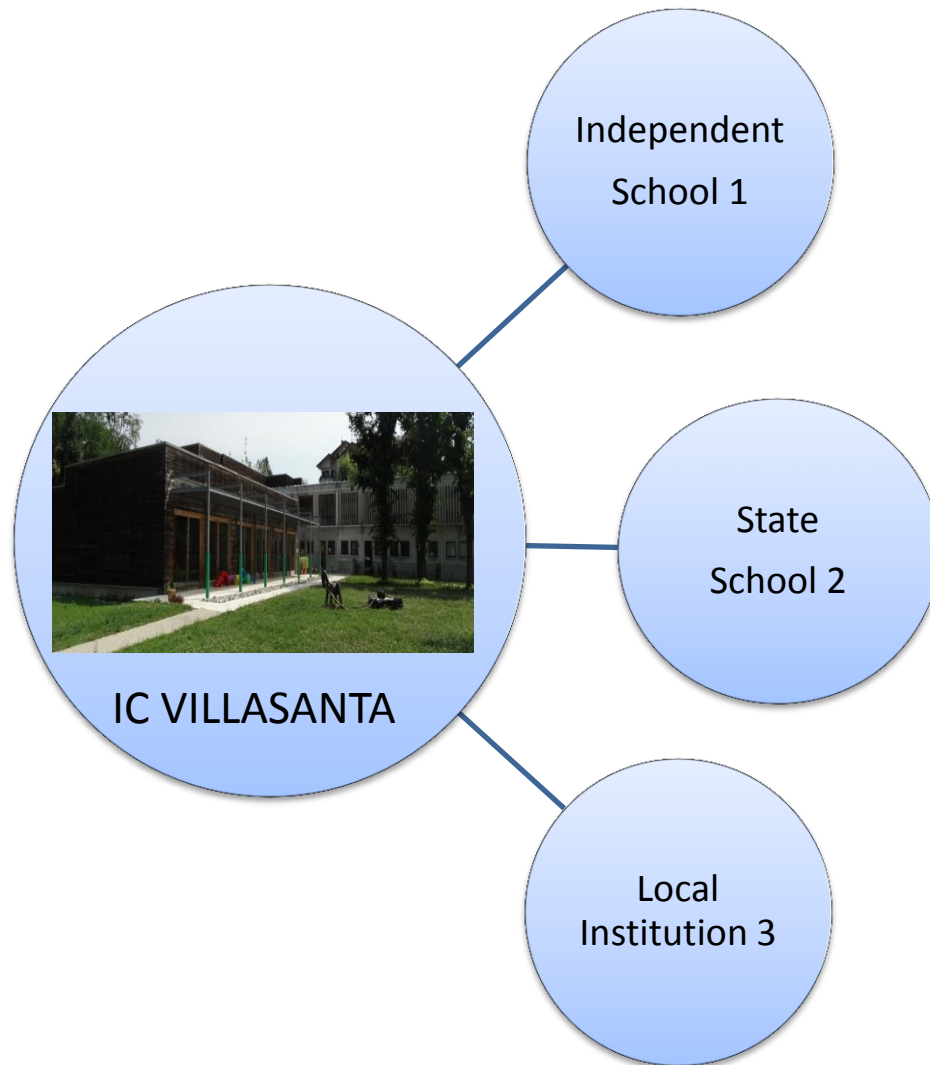 Independent
School 1
State
School 2
IC VILLASANTA
Local
Institution 3